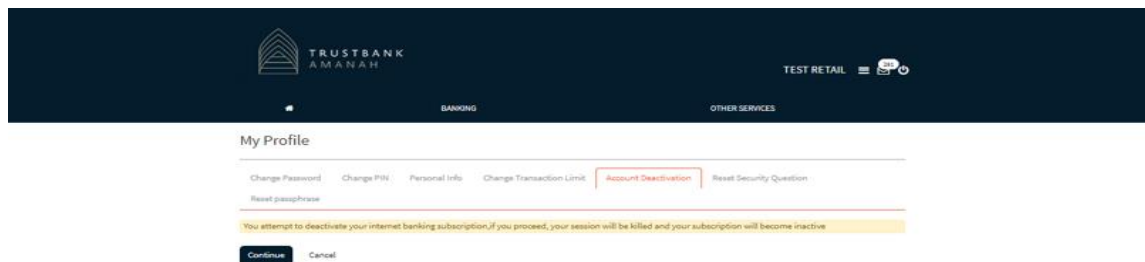 TRUSTBANK
AMANAH
TEST RETAIL
241
BANKING
OTHER SERVICES
My Profile
Change Password Change PIN Personal Info Change Transaction Limit Account Deactivation Reset Security Question
Reset passphrase
You attempt to deactivate your internet banking subscription,if you proceed, your session will be killed and your subscription will become inactive
Continue Cancel